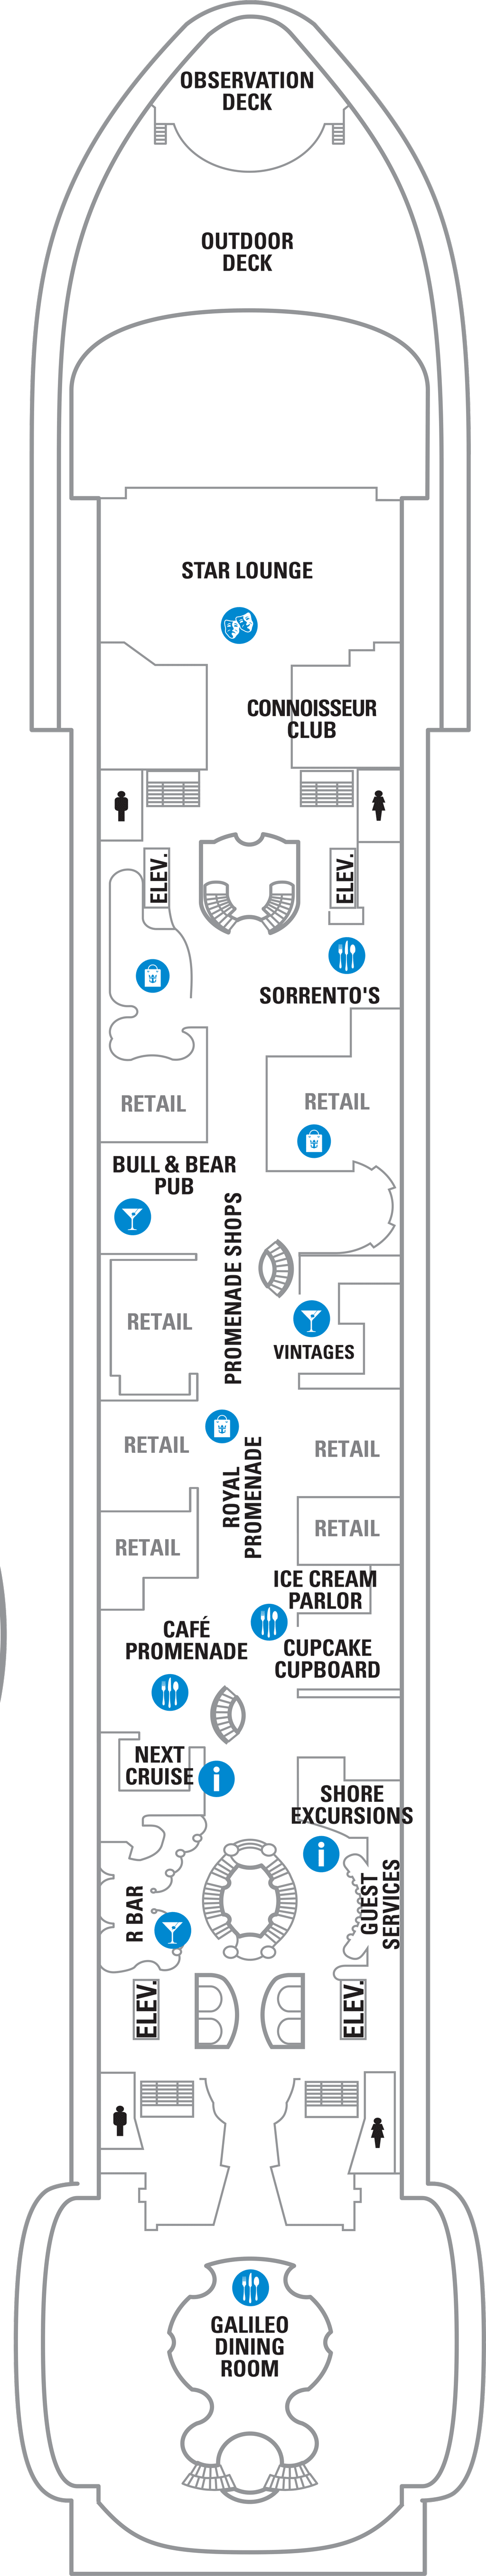 OBSERVATION
DECK
OUTDOOR
DECK
STAR LOUNGE
CONNOISSEUR
CLUB
ELEV.
ELEV.
SORRENTO'S
RETAIL
RETAIL
BULL & BEAR
PUB
PROMENADE SHOPS
RETAIL
VINTAGES
RETAIL
ROYAL
PROMENADE
RETAIL
RETAIL
RETAIL
ICE CREAM
PARLOR
CAFÉ
PROMENADE
CUPCAKE
CUPBOARD
NEXT
CRUISE
SHORE
EXCURSIONS
R BAR
GUEST
SERVICES
ELEV.
ELEV.
GALILEO
DINING
ROOM